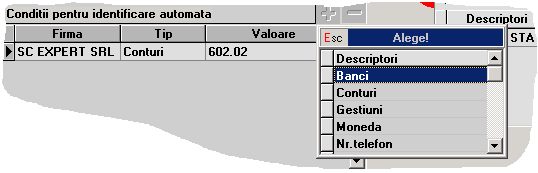 Conditii pentru identificare automata
Descriptori
Firma Tip Valoare
SC EXPERT SRL Conturi 602.02
STA
Esc Alege!
Descriptori
Banci
Conturi
Gestiuni
Moneda
Nr.telefon